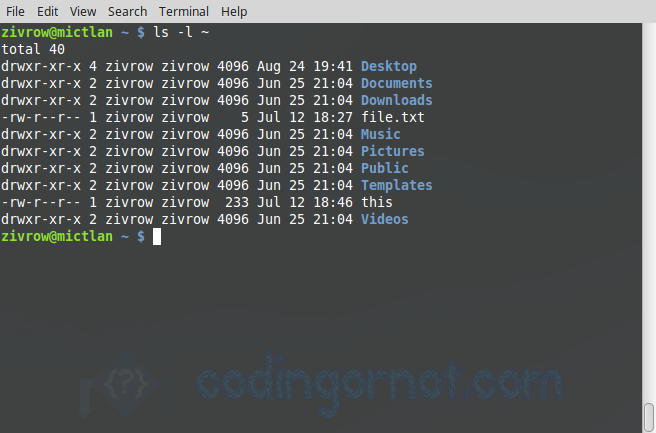 File Edit View Search Terminal Help
zivrow@mictlan ~ $ ls -l ~
total 40
drwxr-xr-x 4 zivrow zivrow 4096 Aug 24 19:41 Desktop
drwxr-xr-x 2 zivrow zivrow 4096 Jun 25 21:04 Documents
drwxr-xr-x 2 zivrow zivrow 4096 Jun 25 21:04 Downloads
-rw-r--r-- 1 zivrow zivrow    5 Jul 12 18:27 file.txt
drwxr-xr-x 2 zivrow zivrow 4096 Jun 25 21:04 Music
drwxr-xr-x 2 zivrow zivrow 4096 Jun 25 21:04 Pictures
drwxr-xr-x 2 zivrow zivrow 4096 Jun 25 21:04 Public
drwxr-xr-x 2 zivrow zivrow 4096 Jun 25 21:04 Templates
-rw-r--r-- 1 zivrow zivrow  233 Jul 12 18:46 this
drwxr-xr-x 2 zivrow zivrow 4096 Jun 25 21:04 Videos
zivrow@mictlan ~ $
{?} codingornot.com